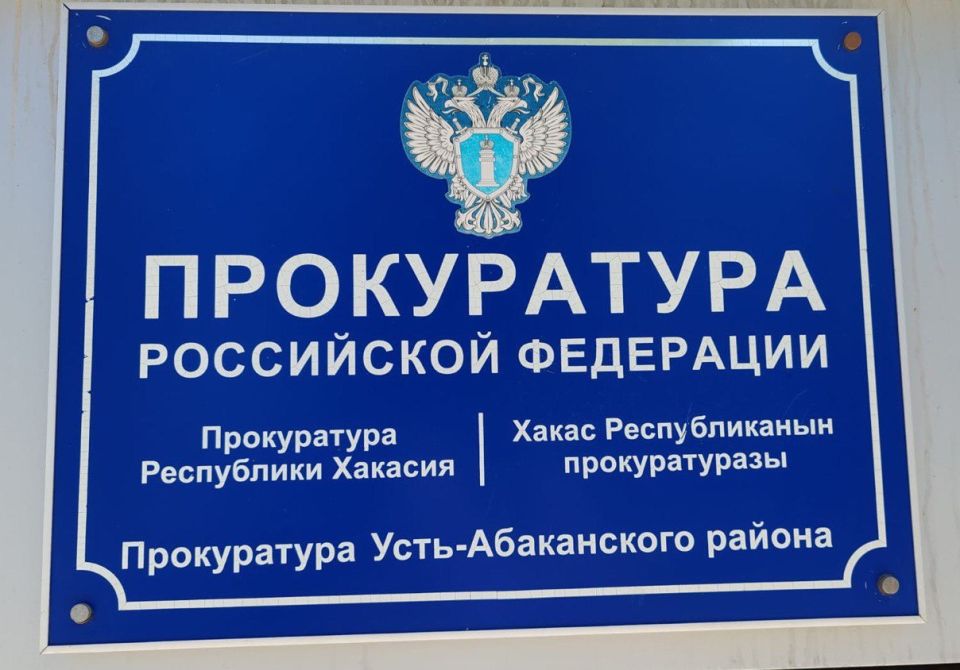 ПРОКУРАТУРА
РОССИЙСКОЙ ФЕДЕРАЦИИ
Прокуратура
Республики Хакасия
Хакас Республиканын
прокуратуразы
Прокуратура Усть-Абаканского района